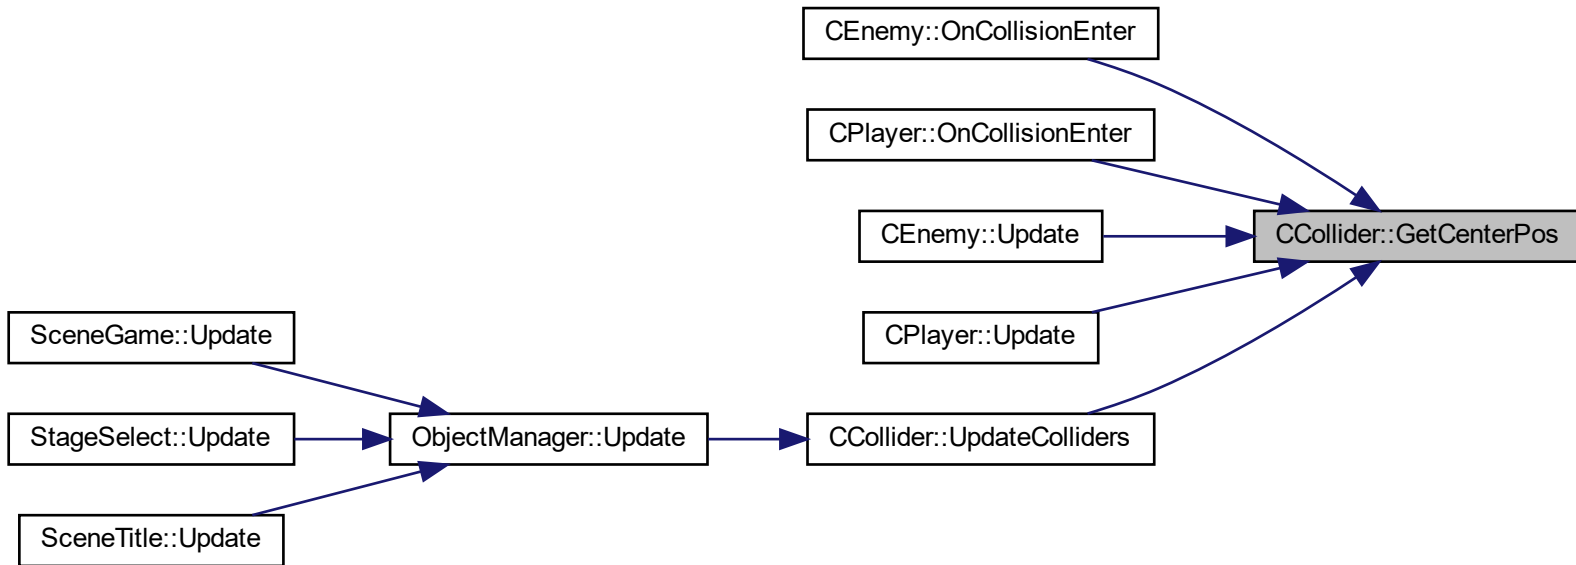 CEnemy::OnCollisionEnter
CPlayer::OnCollisionEnter
CEnemy::Update
CCollider::GetCenterPos
CPlayer::Update
SceneGame::Update
StageSelect::Update
ObjectManager::Update
CCollider::UpdateColliders
SceneTitle::Update